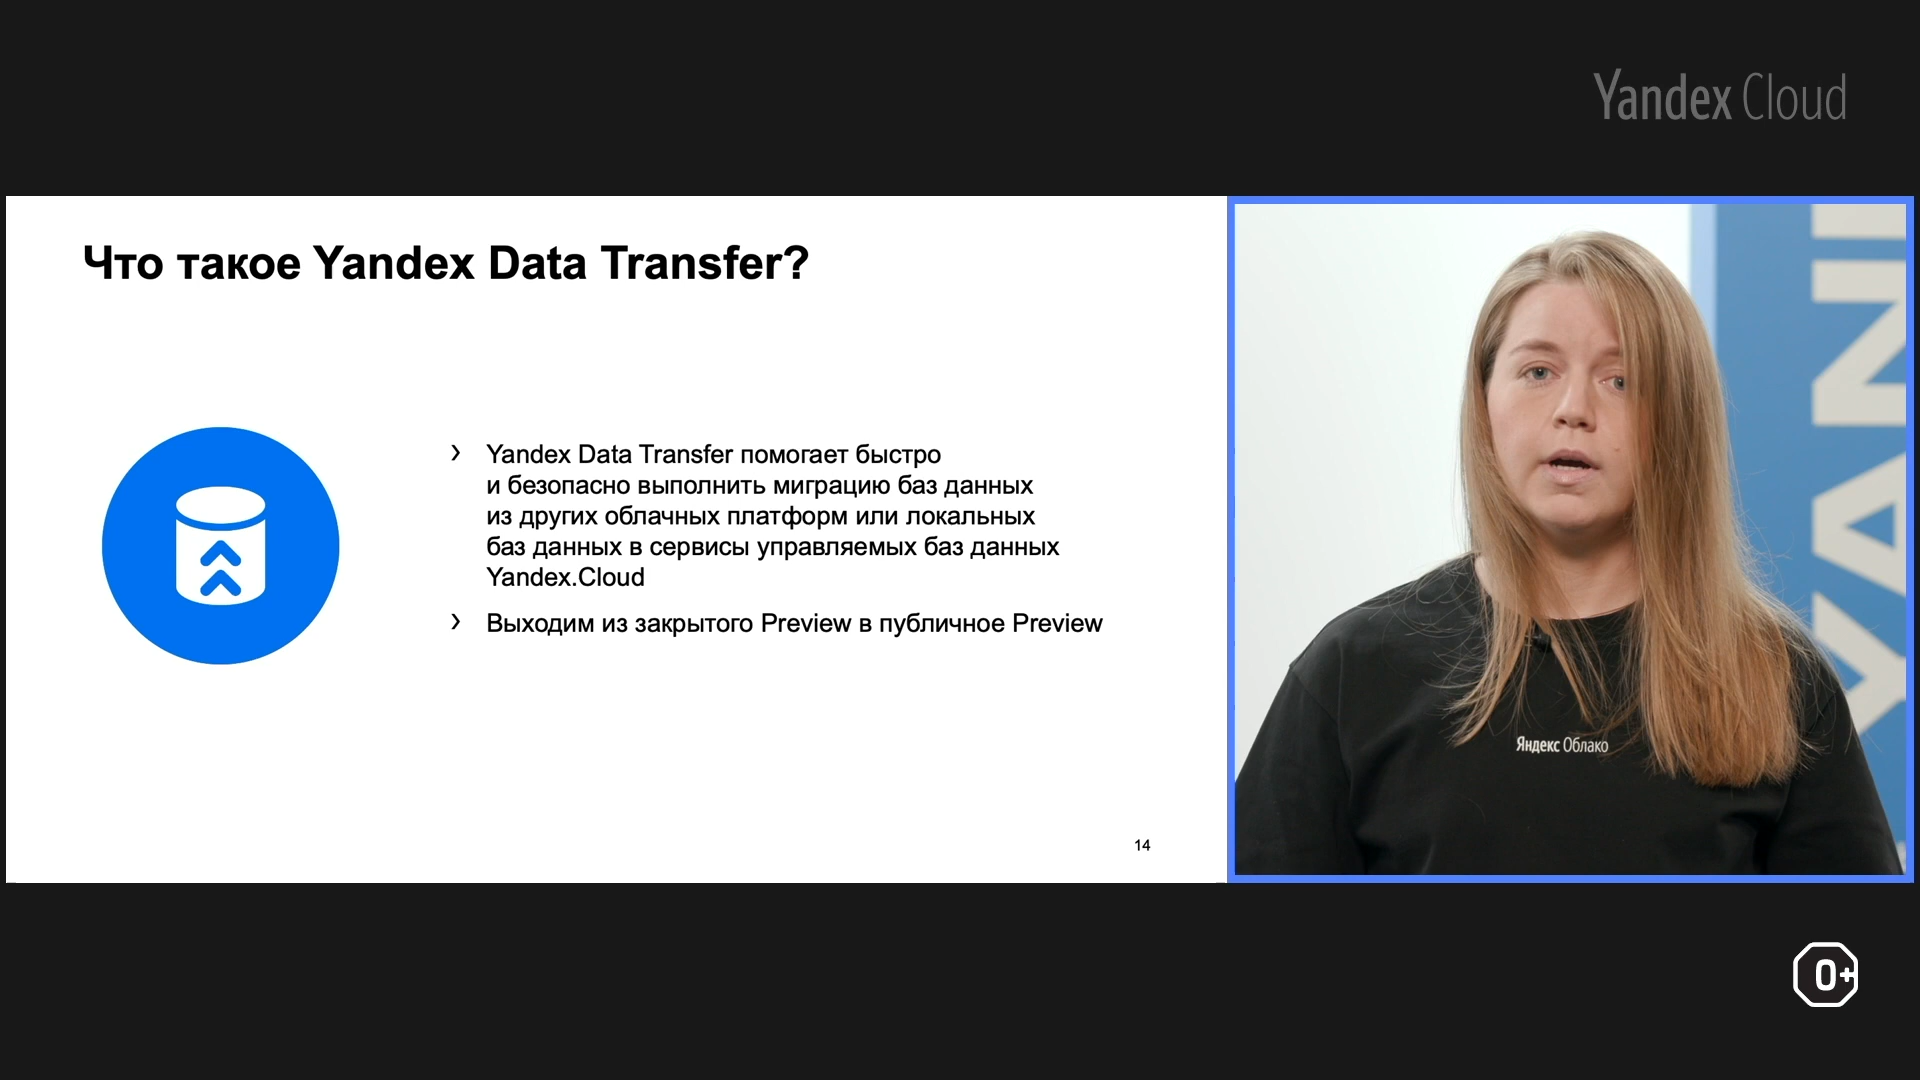 Yandex Cloud
Что такое Yandex Data Transfer?
› Yandex Data Transfer помогает быстро
и безопасно выполнить миграцию баз данных
из других облачных платформ или локальных
баз данных в сервисы управляемых баз данных
Yandex.Cloud
› Выходим из закрытого Preview в публичное Preview
14
YAN
Яндекс Облако
0+